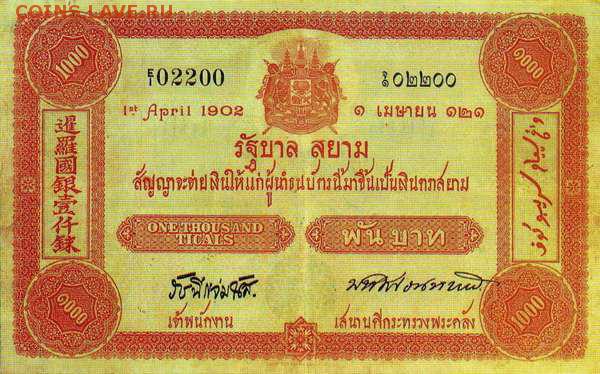 COINS.LAVE.RU
1000
๑๐๐๐
E/1 02200
ข/๑ ๐๒๒๐๐
1st April 1902
๑ เมษายน ๑๒๑
รัฐบาล สยาม
สัญญาจะจ่ายเงินให้แก่ผู้นำธนบัตรนี้มาขึ้นเป็นเงินตราสยาม
暹羅國銀壹仟銖
ONE THOUSAND
TICALS
พันบาท
เจ้พนักงาน
เสนาบดีกระทรวงพระคลัง
๑๐๐๐
1000